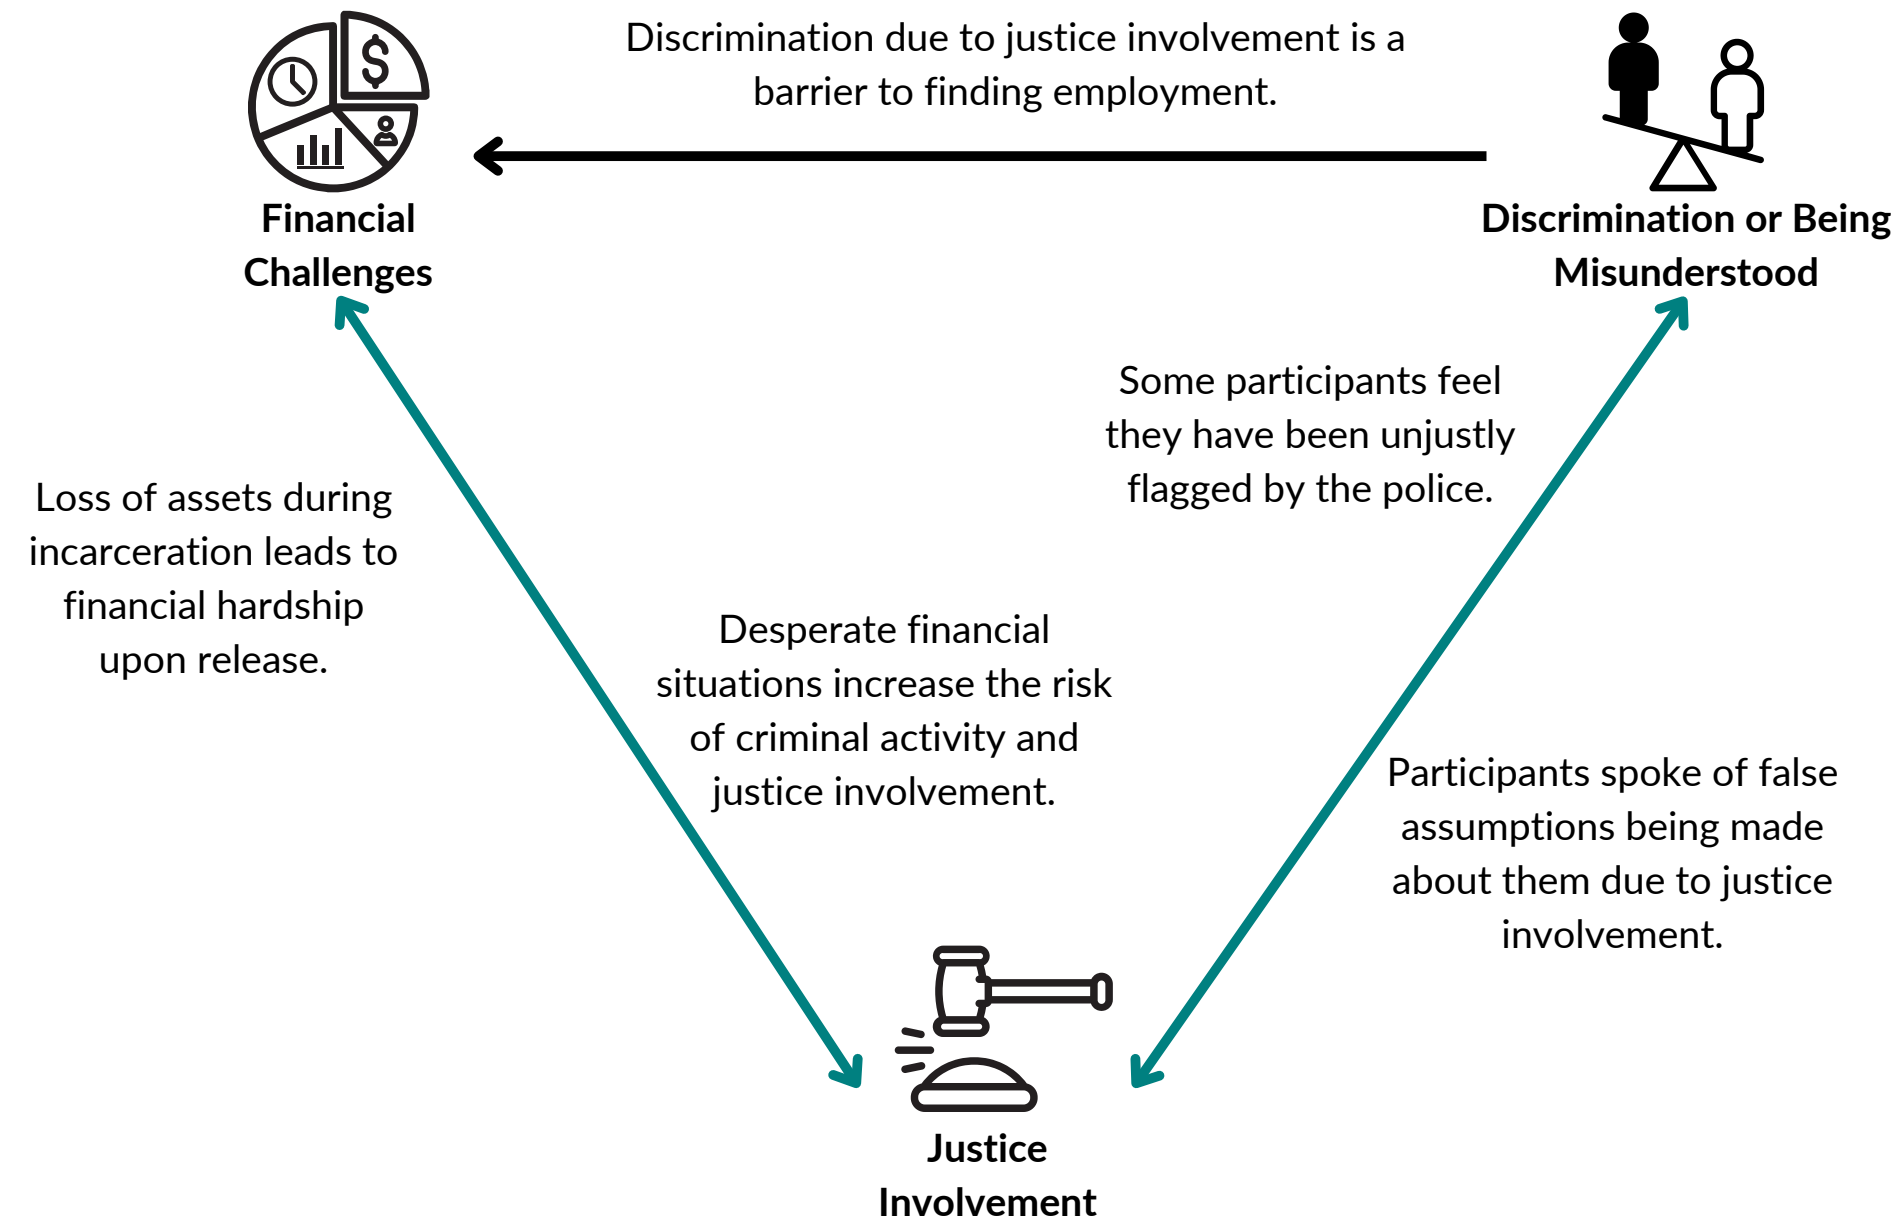 Discrimination due to justice involvement is a
barrier to finding employment.
$
Financial
Challenges
Discrimination or Being
Misunderstood
Some participants feel
they have been unjustly
flagged by the police.
Loss of assets during
incarceration leads to
financial hardship
upon release.
Desperate financial
situations increase the risk
of criminal activity and
justice involvement.
Participants spoke of false
assumptions being made
about them due to justice
involvement.
Justice
Involvement